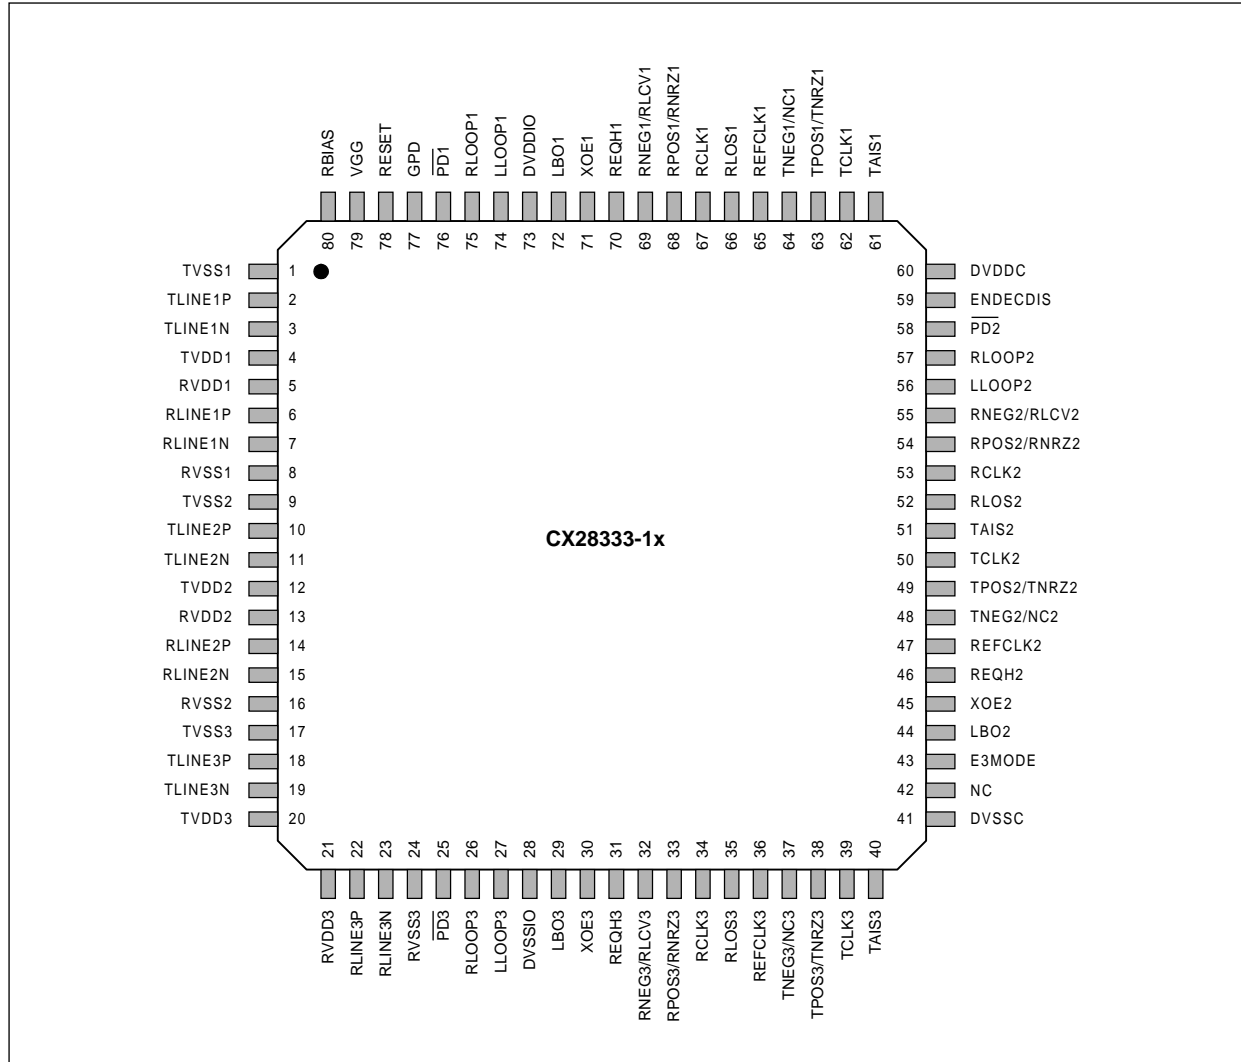 RBIAS
VGG
RESET
GPD
PD1
RLOOP1
LLOOP1
DVDDIO
LBO1
XOE1
REQH1
RNEG1/RLCV1
RPOS1/RNRZ1
RCLK1
RLOS1
REFCLK1
TNEG1/NC1
TPOS1/TNRZ1
TCLK1
TAIS1
80
79
78
77
76
75
74
73
72
71
70
69
68
67
66
65
64
63
62
61
TVSS1 1
TLINE1P 2
TLINE1N 3
TVDD1 4
RVDD1 5
RLINE1P 6
RLINE1N 7
RVSS1 8
TVSS2 9
TLINE2P 10
TLINE2N 11
TVDD2 12
RVDD2 13
RLINE2P 14
RLINE2N 15
RVSS2 16
TVSS3 17
TLINE3P 18
TLINE3N 19
TVDD3 20
CX28333-1x
60 DVDDC
59 ENDECDIS
58 PD2
57 RLOOP2
56 LLOOP2
55 RNEG2/RLCV2
54 RPOS2/RNRZ2
53 RCLK2
52 RLOS2
51 TAIS2
50 TCLK2
49 TPOS2/TNRZ2
48 TNEG2/NC2
47 REFCLK2
46 REQH2
45 XOE2
44 LBO2
43 E3MODE
42 NC
41 DVSSC
21
22
23
24
25
26
27
28
29
30
31
32
33
34
35
36
37
38
39
40
RVDD3
RLINE3P
RLINE3N
RVSS3
PD3
RLOOP3
LLOOP3
DVSSIO
LBO3
XOE3
REQH3
RNEG3/RLCV3
RPOS3/RNRZ3
RCLK3
RLOS3
REFCLK3
TNEG3/NC3
TPOS3/TNRZ3
TCLK3
TAIS3